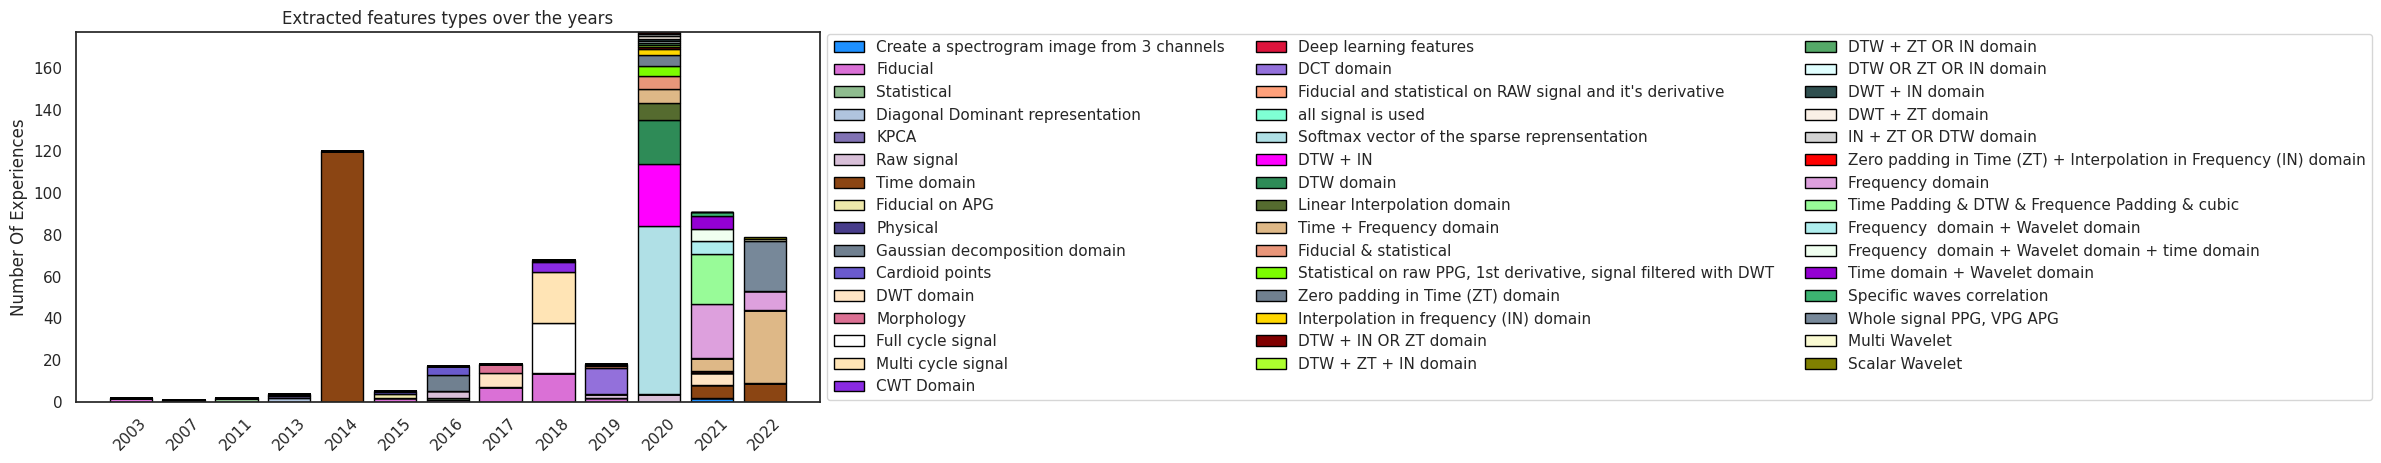 Extracted features types over the years
Number Of Experiences
160
140
120
100
80
60
40
20
0
2003
2007
2011
2013
2014
2015
2016
2017
2018
2019
2020
2021
2022
Create a spectrogram image from 3 channels
Fiducial
Statistical
Diagonal Dominant representation
KPCA
Raw signal
Time domain
Fiducial on APG
Physical
Gaussian decomposition domain
Cardioid points
DWT domain
Morphology
Full cycle signal
Multi cycle signal
CWT Domain
Deep learning features
DCT domain
Fiducial and statistical on RAW signal and it's derivative
all signal is used
Softmax vector of the sparse reprensentation
DTW + IN
DTW domain
Linear Interpolation domain
Time + Frequency domain
Fiducial & statistical
Statistical on raw PPG, 1st derivative, signal filtered with DWT
Zero padding in Time (ZT) domain
Interpolation in frequency (IN) domain
DTW + IN OR ZT domain
DTW + ZT + IN domain
DTW + ZT OR IN domain
DTW OR ZT OR IN domain
DWT + IN domain
DWT + ZT domain
IN + ZT OR DTW domain
Zero padding in Time (ZT) + Interpolation in Frequency (IN) domain
Frequency domain
Time Padding & DTW & Frequence Padding & cubic
Frequency  domain + Wavelet domain
Frequency  domain + Wavelet domain + time domain
Time domain + Wavelet domain
Specific waves correlation
Whole signal PPG, VPG APG
Multi Wavelet
Scalar Wavelet